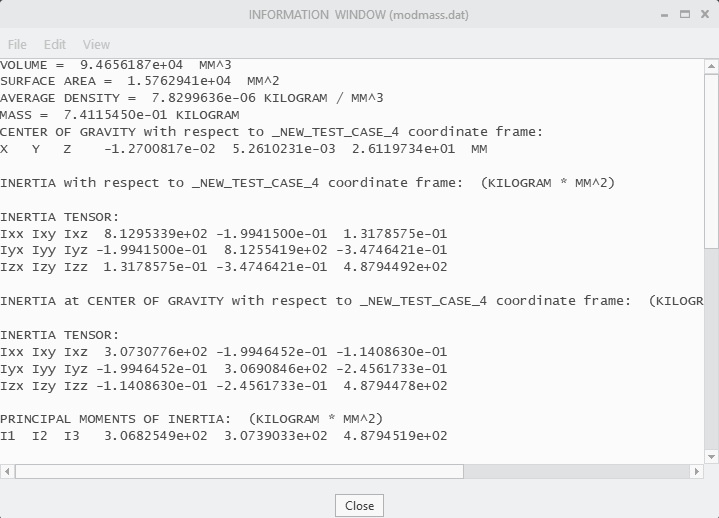 INFORMATION WINDOW (modmass.dat)
File Edit View
VOLUME = 9.4656187e+04 MM^3
SURFACE AREA = 1.5762941e+04 MM^2
AVERAGE DENSITY = 7.8299636e-06 KILOGRAM / MM^3
MASS = 7.4115450e-01 KILOGRAM
CENTER OF GRAVITY with respect to _NEW_TEST_CASE_4 coordinate frame:
X Y Z -1.2700817e-02 5.2610231e-03 2.6119734e+01 MM
INERTIA with respect to _NEW_TEST_CASE_4 coordinate frame: (KILOGRAM * MM^2)
INERTIA TENSOR:
Ixx Ixy Ixz 8.1295339e+02 -1.9941500e-01 1.3178575e-01
Iyx Iyy Iyz -1.9941500e-01 8.1255419e+02 -3.4746421e-01
Izx Izy Izz 1.3178575e-01 -3.4746421e-01 4.8794492e+02
INERTIA at CENTER OF GRAVITY with respect to _NEW_TEST_CASE_4 coordinate frame: (KILOGR
INERTIA TENSOR:
Ixx Ixy Ixz 3.0730776e+02 -1.9946452e-01 -1.1408630e-01
Iyx Iyy Iyz -1.9946452e-01 3.0690846e+02 -2.4561733e-01
Izx Izy Izz -1.1408630e-01 -2.4561733e-01 4.8794478e+02
PRINCIPAL MOMENTS OF INERTIA: (KILOGRAM * MM^2)
I1 I2 I3 3.0682549e+02 3.0739033e+02 4.8794519e+02
Close